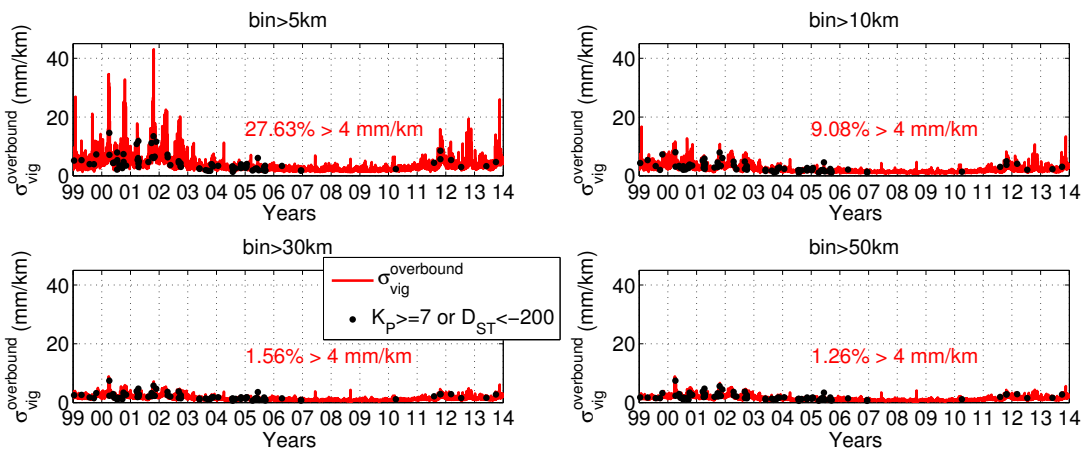 bin>5km
σ_vig^overbound (mm/km)
40
20
0
27.63% > 4 mm/km
99 00 01 02 03 04 05 06 07 08 09 10 11 12 13 14
Years
bin>10km
σ_vig^overbound (mm/km)
40
20
0
9.08% > 4 mm/km
99 00 01 02 03 04 05 06 07 08 09 10 11 12 13 14
Years
bin>30km
σ_vig^overbound (mm/km)
40
20
0
σ_vig^overbound
K_P>=7 or D_ST<-200
1.56% > 4 mm/km
99 00 01 02 03 04 05 06 07 08 09 10 11 12 13 14
Years
bin>50km
σ_vig^overbound (mm/km)
40
20
0
1.26% > 4 mm/km
99 00 01 02 03 04 05 06 07 08 09 10 11 12 13 14
Years